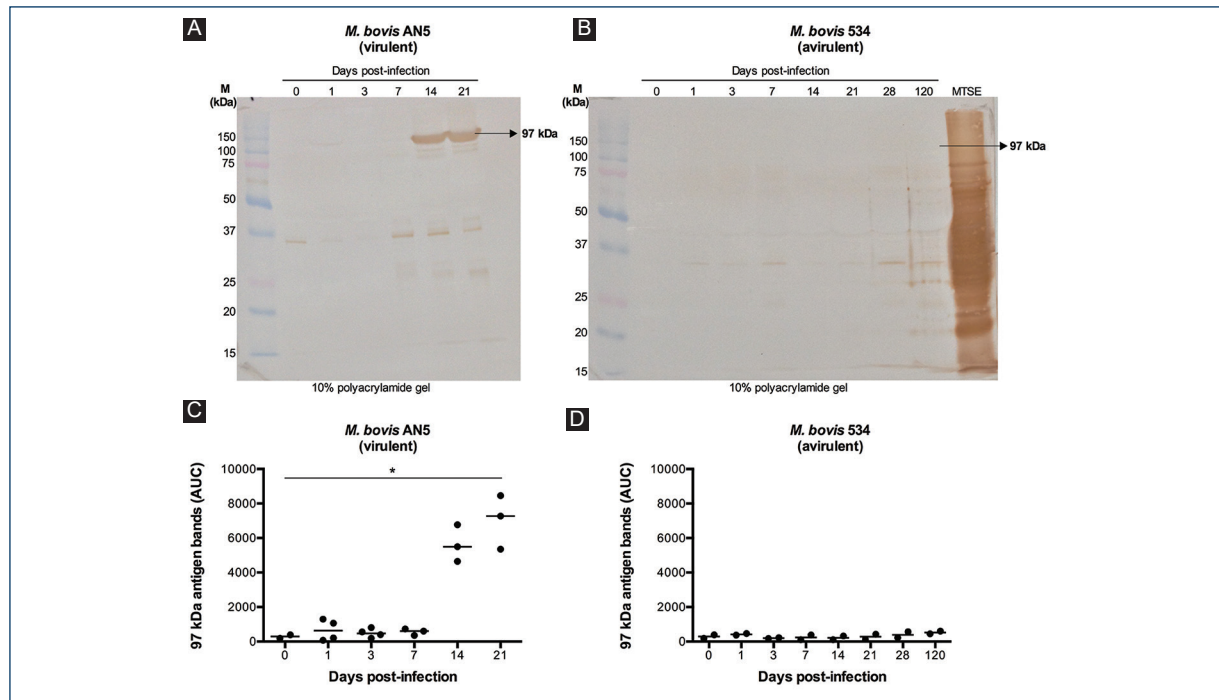 A
M. bovis AN5
(virulent)
Days post-infection
M
(kDa)
0 1 3 7 14 21
150
100
75
50
37
25
20
15
97 kDa
10% polyacrylamide gel
B
M. bovis 534
(avirulent)
Days post-infection
M
(kDa)
0 1 3 7 14 21 28 120 MTSE
150
100
75
50
37
25
20
15
97 kDa
10% polyacrylamide gel
C
M. bovis AN5
(virulent)
97 kDa antigen bands (AUC)
10000
8000
6000
4000
2000
0
*
0 1 3 7 14 21
Days post-infection
D
M. bovis 534
(avirulent)
97 kDa antigen bands (AUC)
10000
8000
6000
4000
2000
0
0 1 3 7 14 21 28 120
Days post-infection